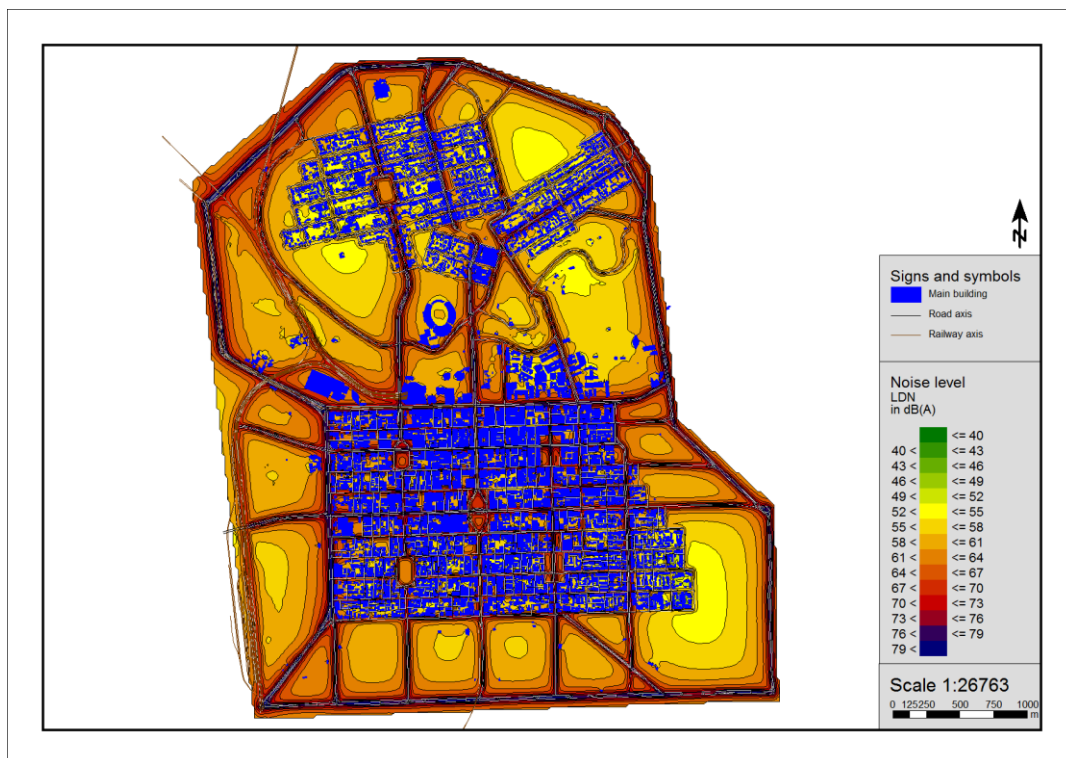 N
Signs and symbols
Main building
Road axis
Railway axis
Noise level
LDN
in dB(A)
<= 40
40 < <= 43
43 < <= 46
46 < <= 49
49 < <= 52
52 < <= 55
55 < <= 58
58 < <= 61
61 < <= 64
64 < <= 67
67 < <= 70
70 < <= 73
73 < <= 76
76 < <= 79
79 <
Scale 1:26763
0 125250 500 750 1000
m